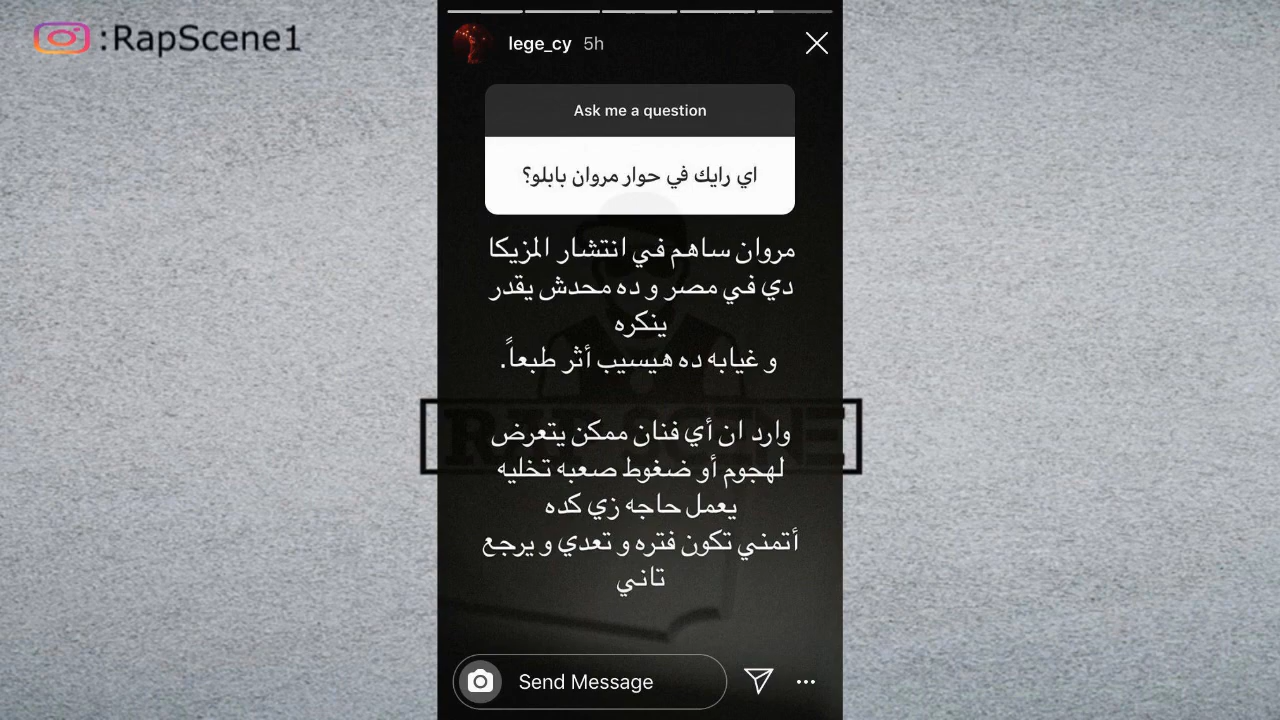 :RapScene1
lege_cy 5h
Ask me a question
اي رايك في حوار مروان بابلو؟
مروان ساهم في انتشار المزيكا
دي في مصر و ده محدش يقدر
ينكره
و غيابه ده هيسيب أثر طبعاً.
RAP SCENE
وارد ان أي فنان ممكن يتعرض
لهجوم أو ضغوط صعبه تخليه
يعمل حاجه زي كده
أتمني تكون فتره و تعدي و يرجع
تاني
Send Message